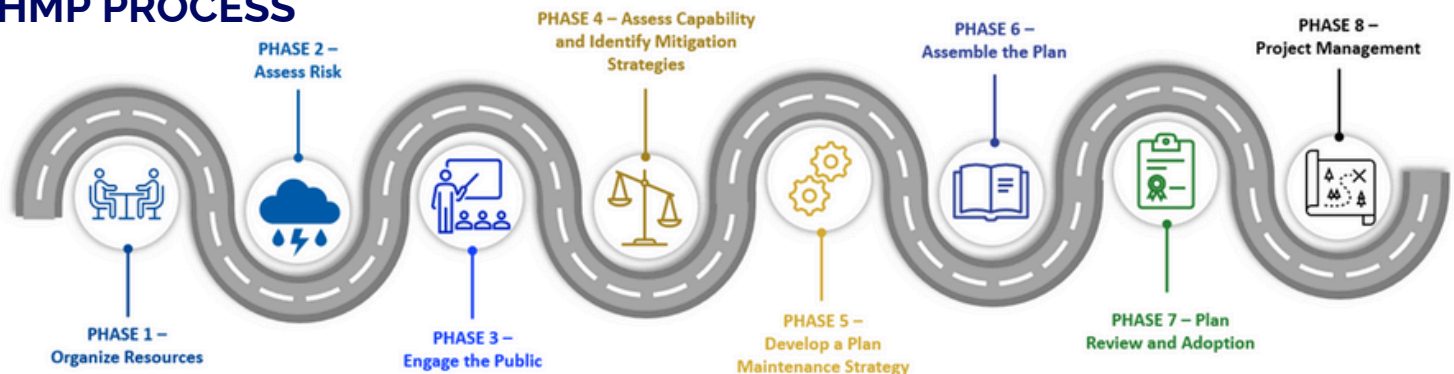 HMP PROCESS
PHASE 1 –
Organize Resources
PHASE 2 –
Assess Risk
PHASE 3 –
Engage the Public
PHASE 4 – Assess Capability
and Identify Mitigation
Strategies
PHASE 5 –
Develop a Plan
Maintenance Strategy
PHASE 6 –
Assemble the Plan
PHASE 7 – Plan
Review and Adoption
PHASE 8 –
Project Management